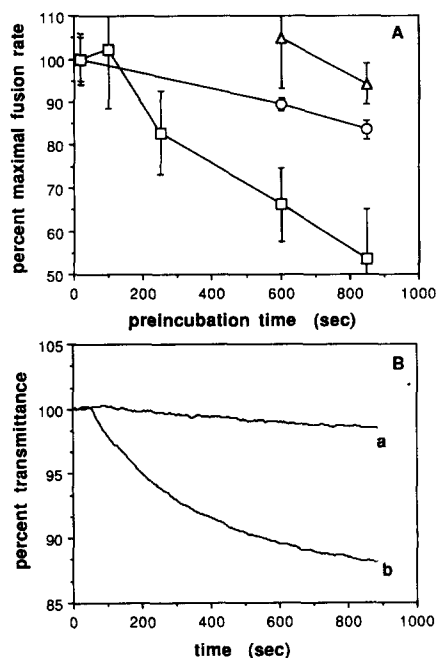 A
percent maximal fusion rate
110
100
90
80
70
60
50
0 200 400 600 800 1000
preincubation time (sec)
B
percent transmittance
105
100
95
90
85
a
b
0 200 400 600 800 1000
time (sec)